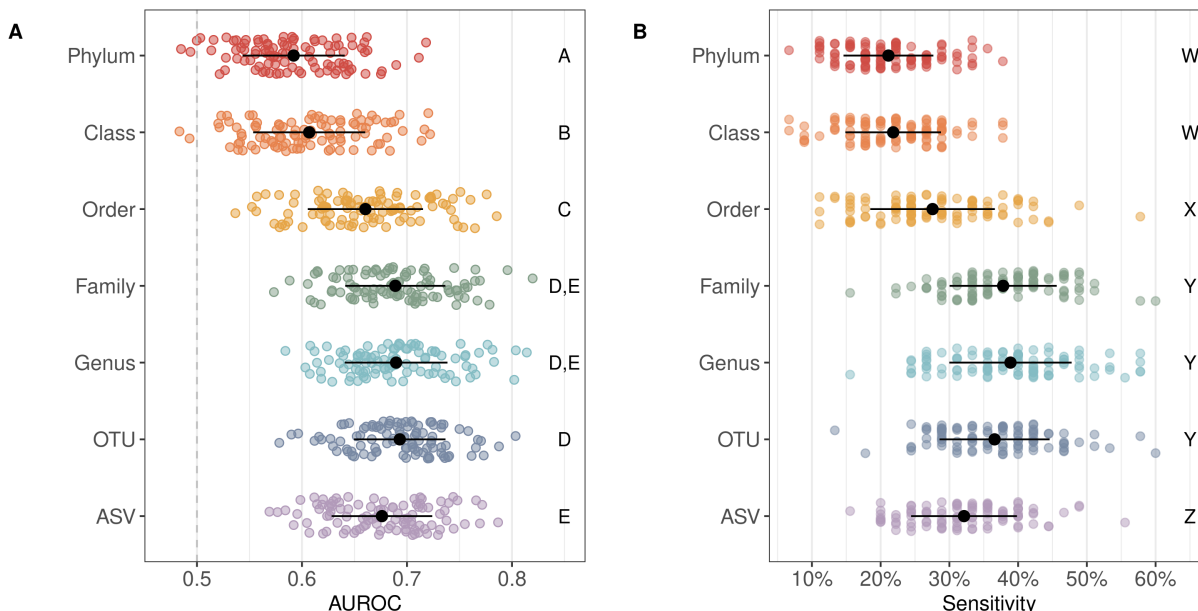 A
Phylum
A
Class
B
Order
C
Family
D,E
Genus
D,E
OTU
D
ASV
E
0.5 0.6 0.7 0.8
AUROC
B
Phylum
W
Class
W
Order
X
Family
Y
Genus
Y
OTU
Y
ASV
Z
10% 20% 30% 40% 50% 60%
Sensitivity